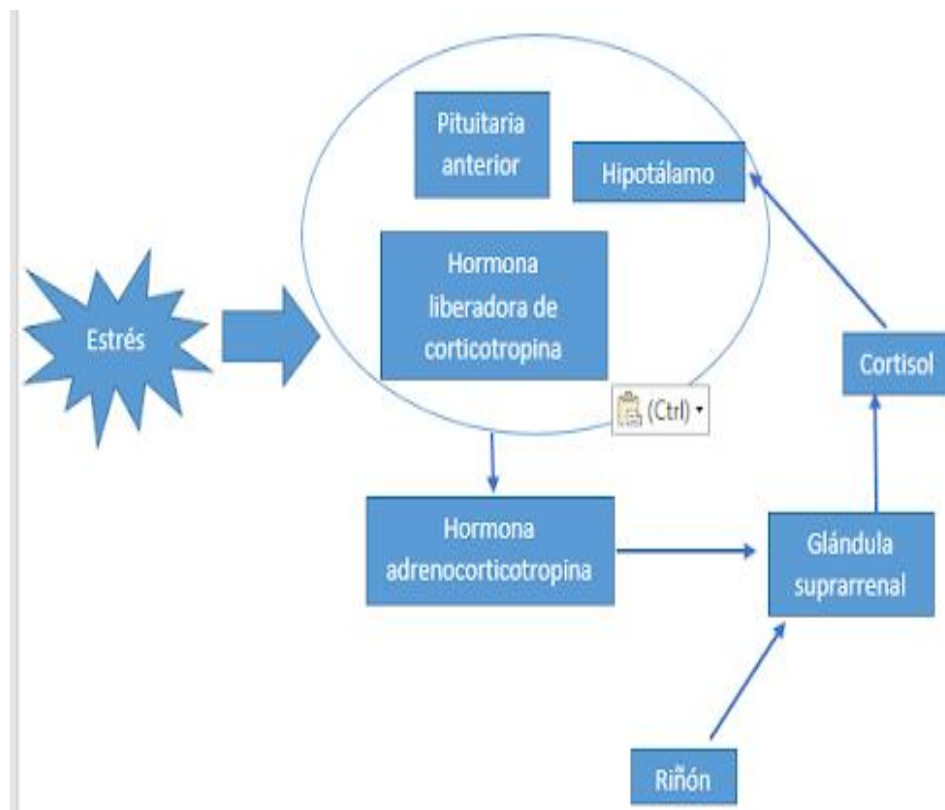 Pituitaria
anterior
Hipotálamo
Hormona
liberadora de
corticotropina
Estrés
Cortisol
(Ctrl)
Hormona
adrenocorticotropina
Glándula
suprarrenal
Riñón